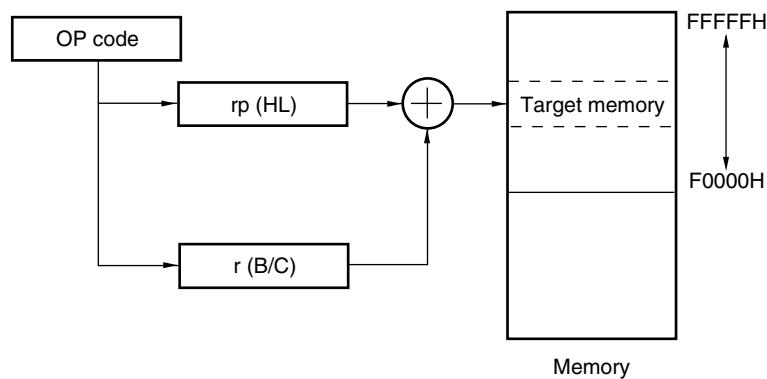 OP code
FFFFFH
rp (HL)
Target memory
F0000H
r (B/C)
Memory